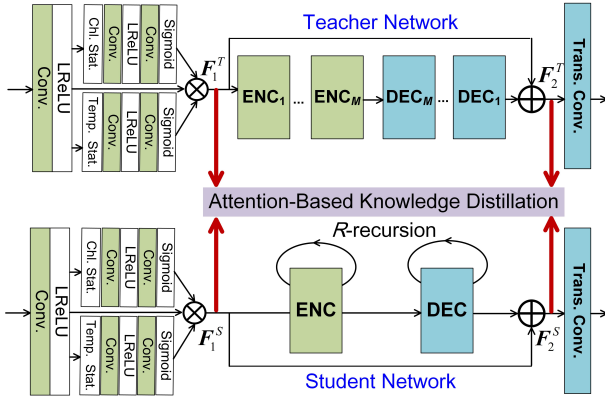 Teacher Network
Conv.
LReLU
Chl. Stat.
Conv.
LReLU
Conv.
Sigmoid
Temp. Stat.
Conv.
LReLU
Conv.
Sigmoid
F₁ᵀ
ENC₁
...
ENC_M
DEC_M
...
DEC₁
F₂ᵀ
Trans. Conv.
Attention-Based Knowledge Distillation
R-recursion
Conv.
LReLU
Chl. Stat.
Conv.
LReLU
Conv.
Sigmoid
Temp. Stat.
Conv.
LReLU
Conv.
Sigmoid
F₁ˢ
ENC
DEC
F₂ˢ
Trans. Conv.
Student Network